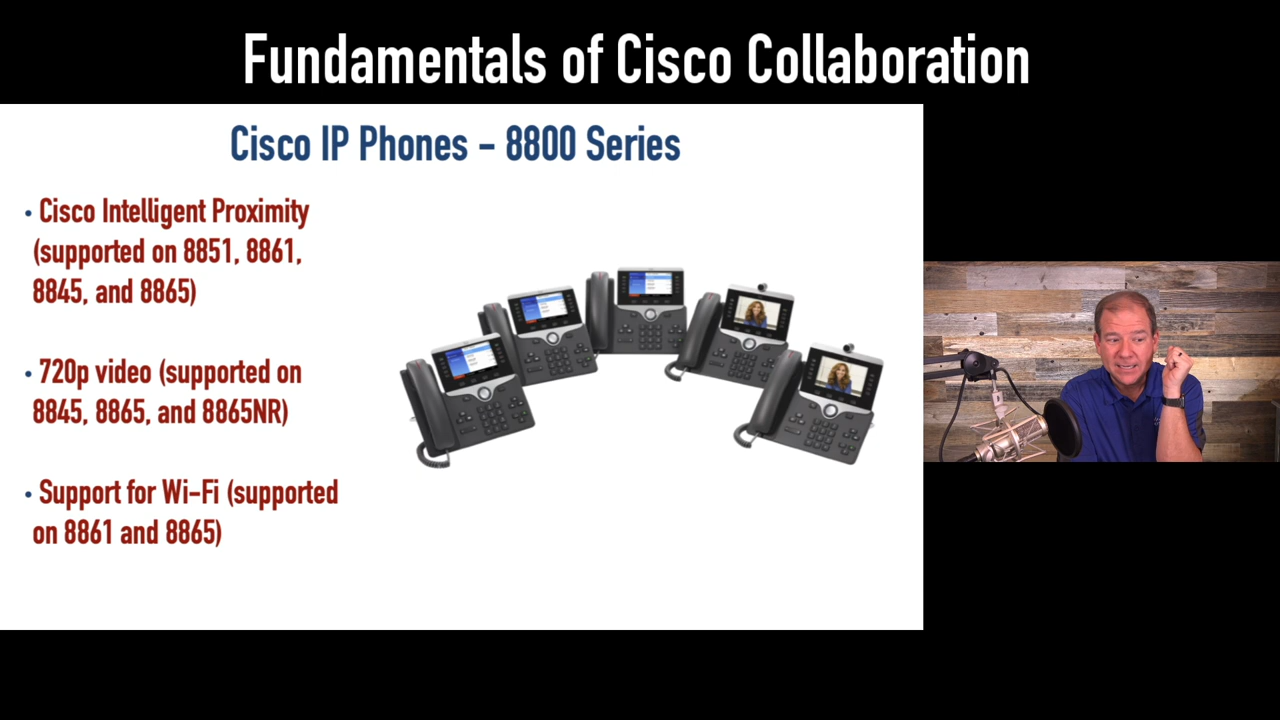 Fundamentals of Cisco Collaboration
Cisco IP Phones - 8800 Series
• Cisco Intelligent Proximity
(supported on 8851, 8861,
8845, and 8865)
• 720p video (supported on
8845, 8865, and 8865NR)
• Support for Wi-Fi (supported
on 8861 and 8865)